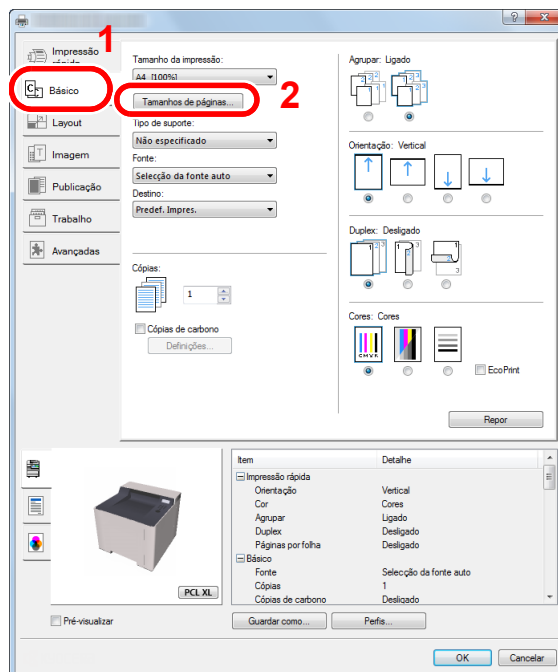 1
Impressão
rápida
Básico
Layout
Imagem
Publicação
Trabalho
Avançadas
Tamanho da impressão:
A4 [100%]
Tamanhos de páginas...
2
Tipo de suporte:
Não especificado
Fonte:
Selecção da fonte auto
Destino:
Predef. Impres.
Cópias:
1
Cópias de carbono
Definições...
Agrupar: Ligado
Orientação: Vertical
Duplex: Desligado
Cores: Cores
CMYK
EcoPrint
Repor
PCL XL
Pré-visualizar
Item Detalhe
Impressão rápida
Orientação Vertical
Cor Cores
Agrupar Ligado
Duplex Desligado
Páginas por folha Desligado
Básico
Fonte Selecção da fonte auto
Cópias 1
Cópias de carbono Desligado
Guardar como... Perfis...
OK Cancelar